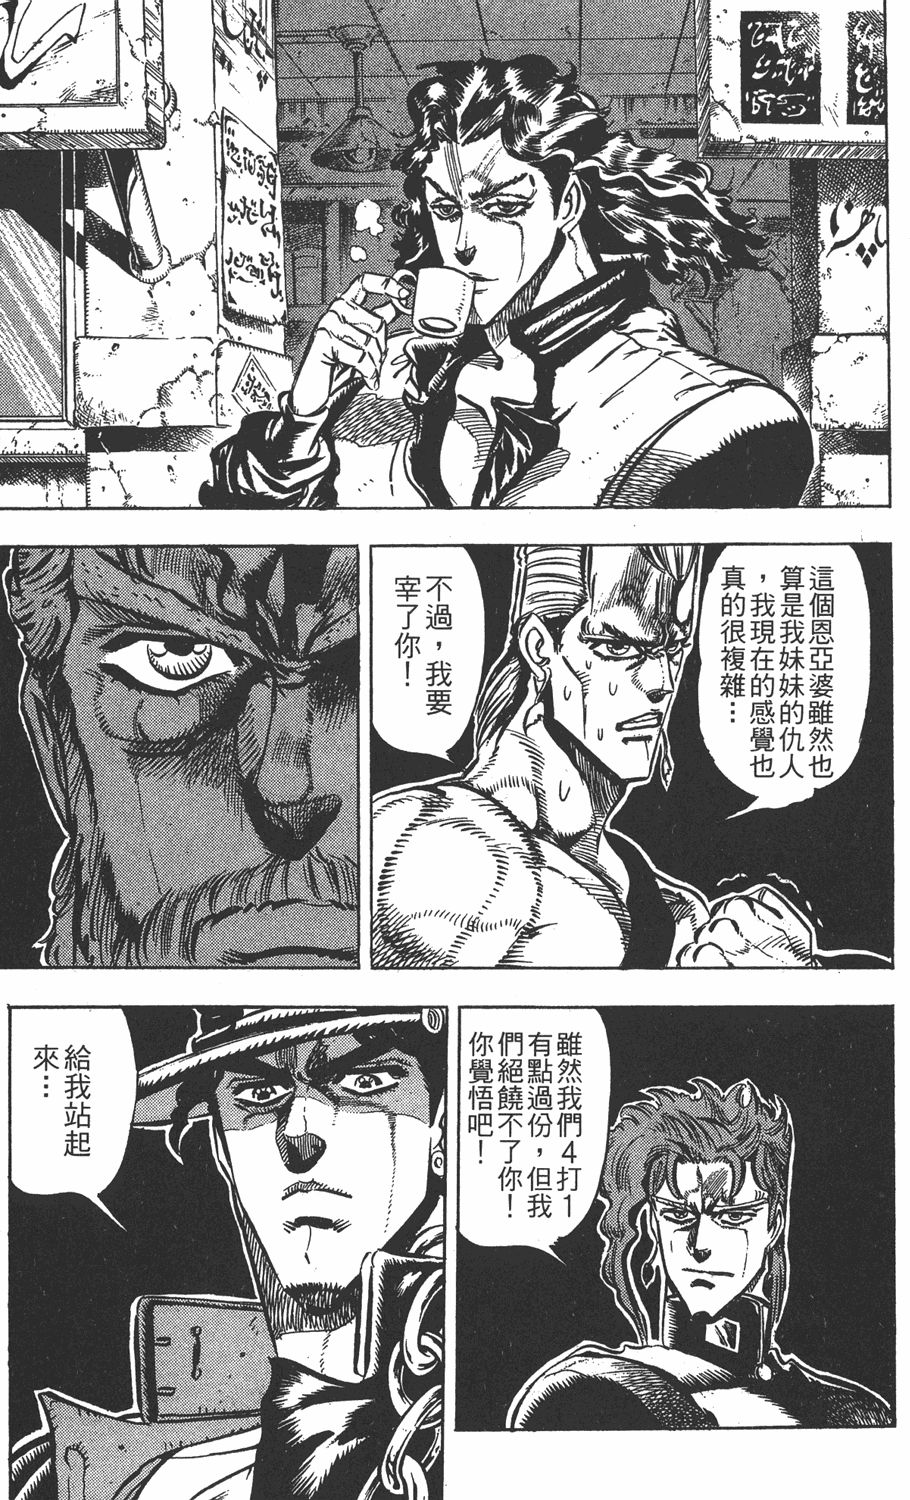 這個恩亞婆雖然也
算是我妹妹的仇人
，我現在的感覺也
真的很複雜…
不過，我要
宰了你！
雖然我們4打1
有點過份，但我
們絕饒不了你！
你覺悟吧！
給我站起
來…